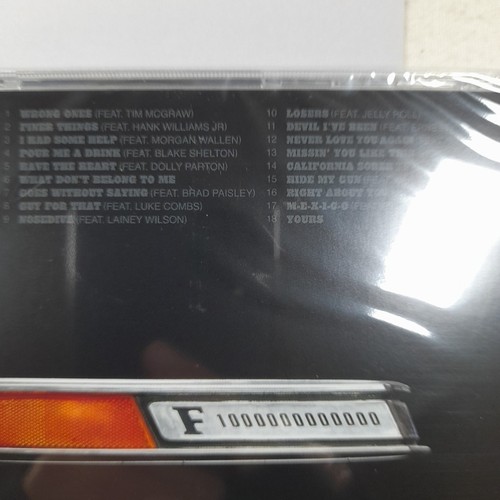 1 WRONG ONES (FEAT. TIM MCGRAW)
2 FINER THINGS (FEAT. HANK WILLIAMS JR)
3 I HAD SOME HELP (FEAT. MORGAN WALLEN)
4 POUR ME A DRINK (FEAT. BLAKE SHELTON)
5 HAVE THE HEART (FEAT. DOLLY PARTON)
6 WHAT DON'T BELONG TO ME
7 GOES WITHOUT SAYING (FEAT. BRAD PAISLEY)
8 GUY FOR THAT (FEAT. LUKE COMBS)
9 NOSEDIVE (FEAT. LAINEY WILSON)
10 LOSERS (FEAT. JELLY ROLL
11 DEVIL I'VE BEEN (FEAT.
12 NEVER LOVE YOU AGAIN
13 MISSIN' YOU LIKE THIS
14 CALIFORNIA SOBER
15 HIDE MY GUN
16 RIGHT ABOUT YOU
17 M-E-X-I-C-O
18 YOURS
F 1000000000000